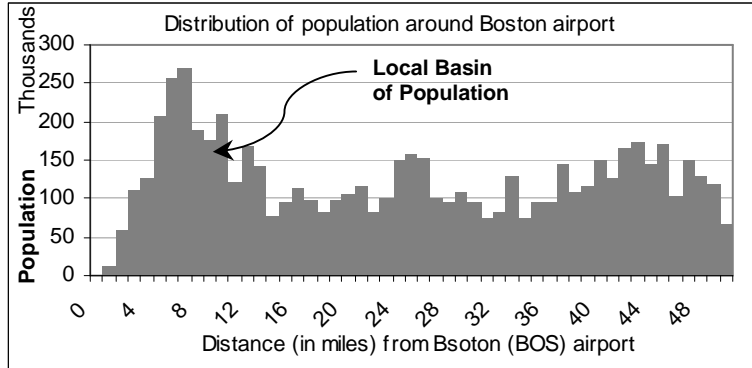 Distribution of population around Boston airport
Thousands
Population
300
250
200
150
100
50
0
Local Basin
of Population
0 4 8 12 16 20 24 28 32 36 40 44 48
Distance (in miles) from Bsoton (BOS) airport